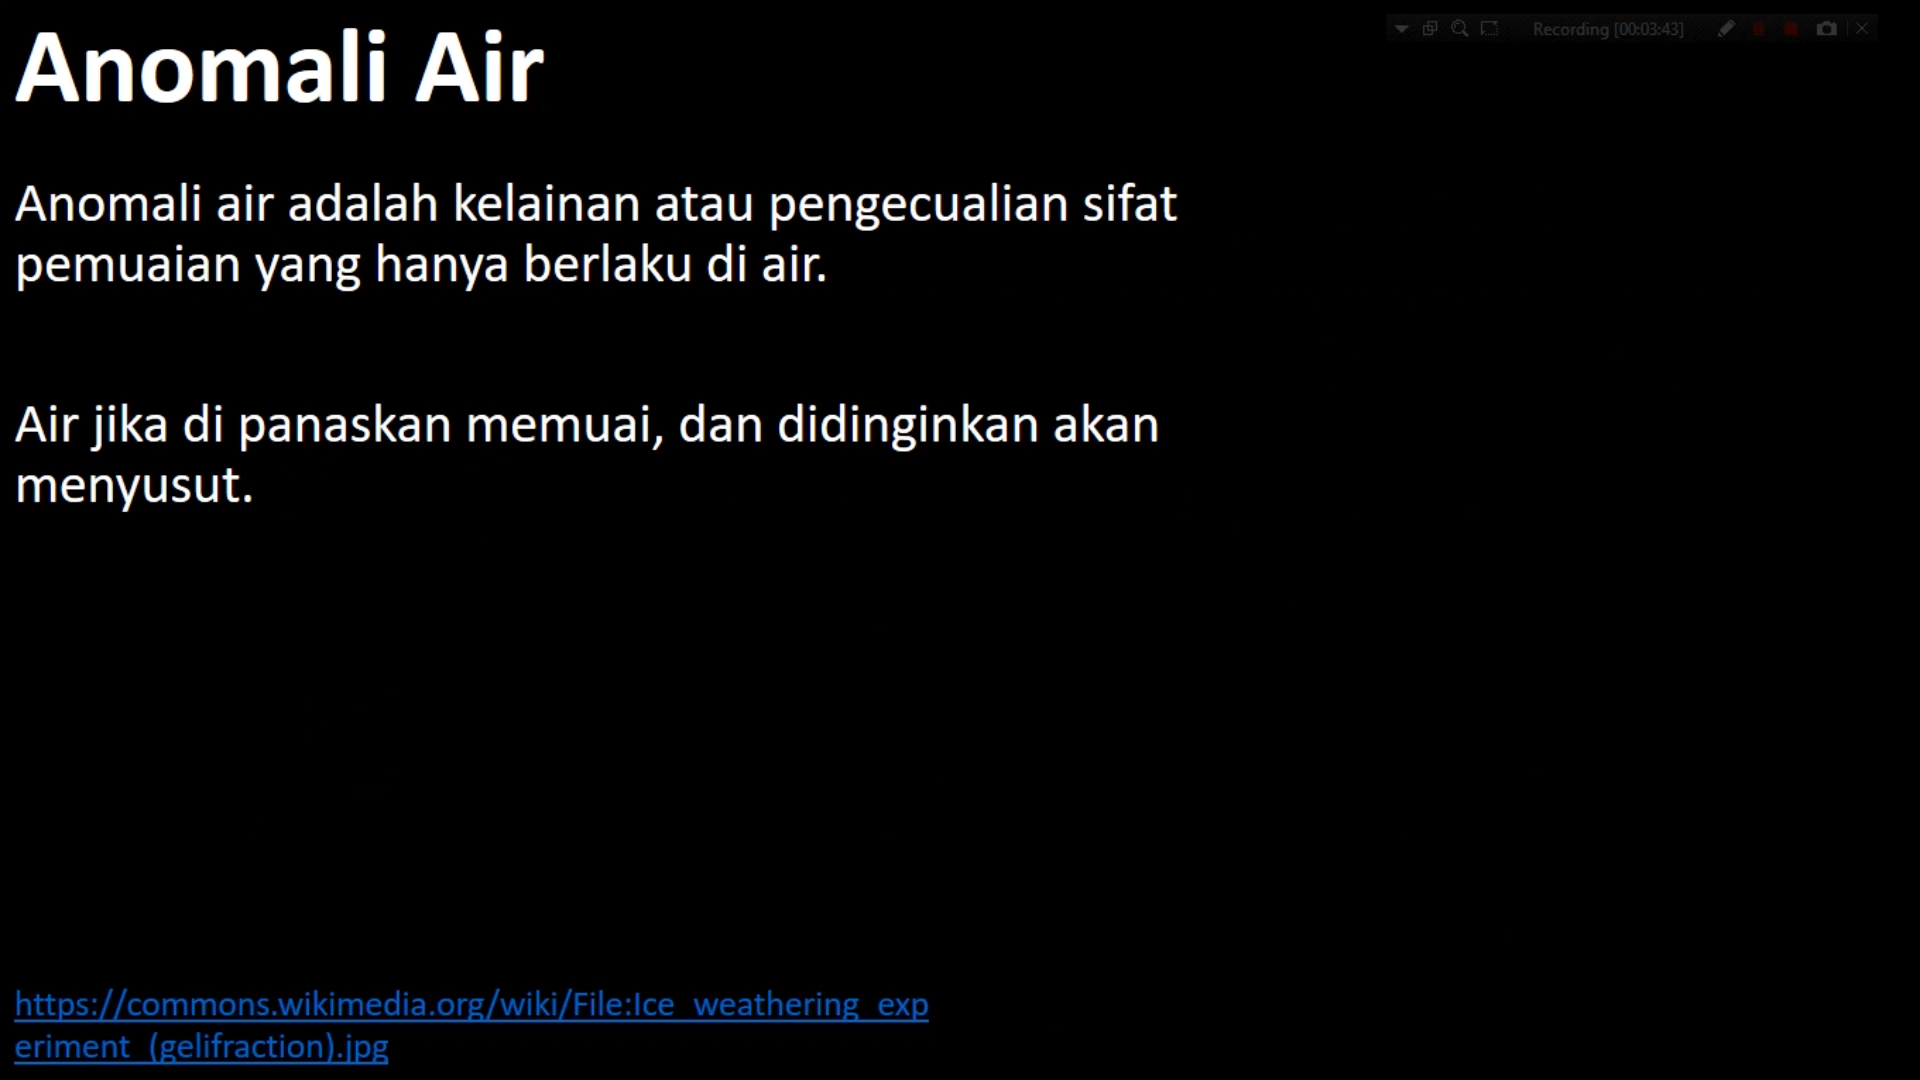 Anomali Air
Recording [00:03:43]
Anomali air adalah kelainan atau pengecualian sifat
pemuaian yang hanya berlaku di air.
Air jika di panaskan memuai, dan didinginkan akan
menyusut.
https://commons.wikimedia.org/wiki/File:Ice_weathering_exp
eriment_(gelifraction).jpg